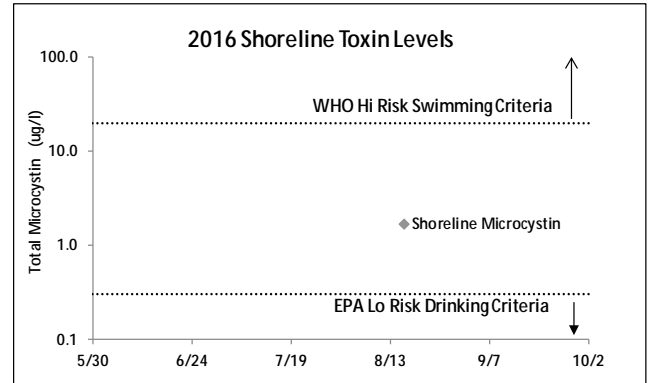 2016 Shoreline Toxin Levels
100.0
WHO Hi Risk Swimming Criteria
10.0
Total Microcystin (ug/l)
Shoreline Microcystin
1.0
EPA Lo Risk Drinking Criteria
0.1
5/30 6/24 7/19 8/13 9/7 10/2